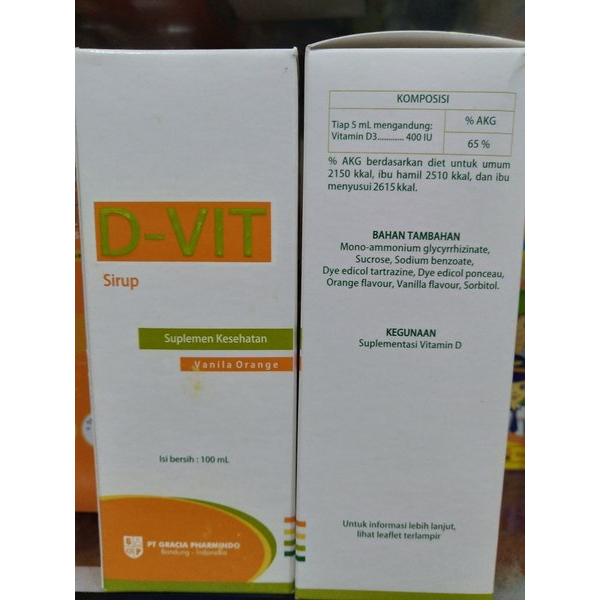 D-VIT
Sirup
Suplemen Kesehatan
Vanila Orange
Isi bersih : 100 mL
PT GRACIA PHARMINDO
Bandung - Indonesia
KOMPOSISI
Tiap 5 mL mengandung:
Vitamin D3............ 400 IU
% AKG
65 %
% AKG berdasarkan diet untuk umum
2150 kkal, ibu hamil 2510 kkal, dan ibu
menyusui 2615 kkal.
BAHAN TAMBAHAN
Mono-ammonium glycyrrhizinate,
Sucrose, Sodium benzoate,
Dye edicol tartrazine, Dye edicol ponceau,
Orange flavour, Vanilla flavour, Sorbitol.
KEGUNAAN
Suplementasi Vitamin D
Untuk informasi lebih lanjut,
lihat leaflet terlampir